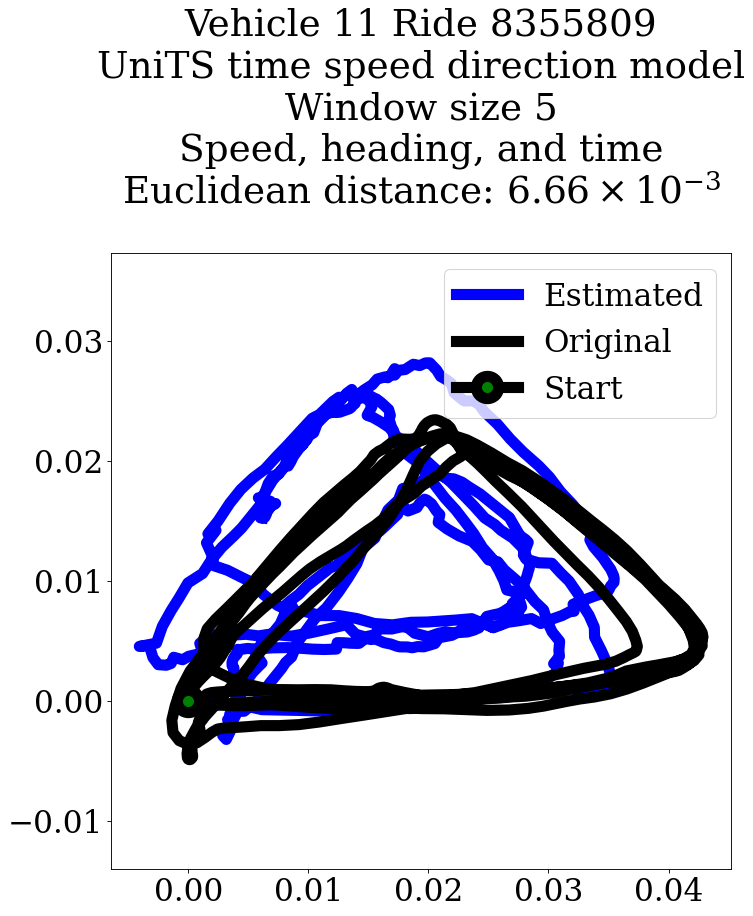 Vehicle 11 Ride 8355809
UniTS time speed direction model
Window size 5
Speed, heading, and time
Euclidean distance: 6.66 × 10⁻³
Estimated
Original
Start
0.03
0.02
0.01
0.00
−0.01
0.00 0.01 0.02 0.03 0.04